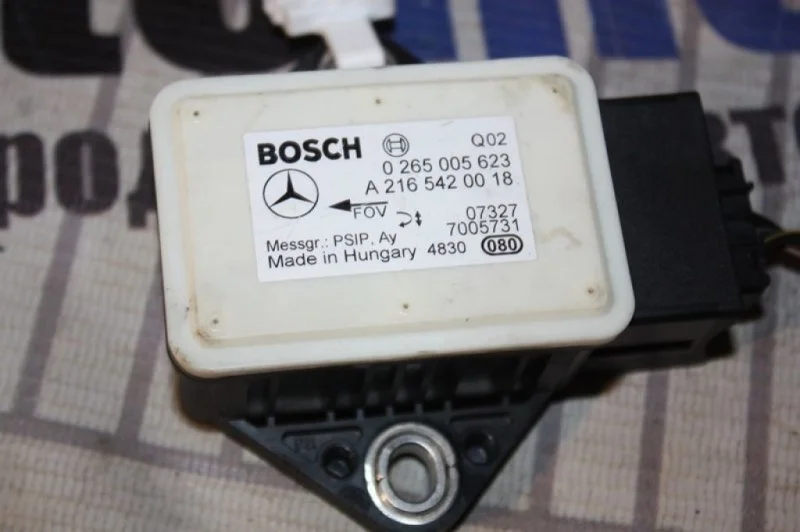 BOSCH
Q02
0 265 005 623
A 216 542 00 18
FOV
07327
7005731
Messgr.: PSIP, Ay
Made in Hungary 4830 080